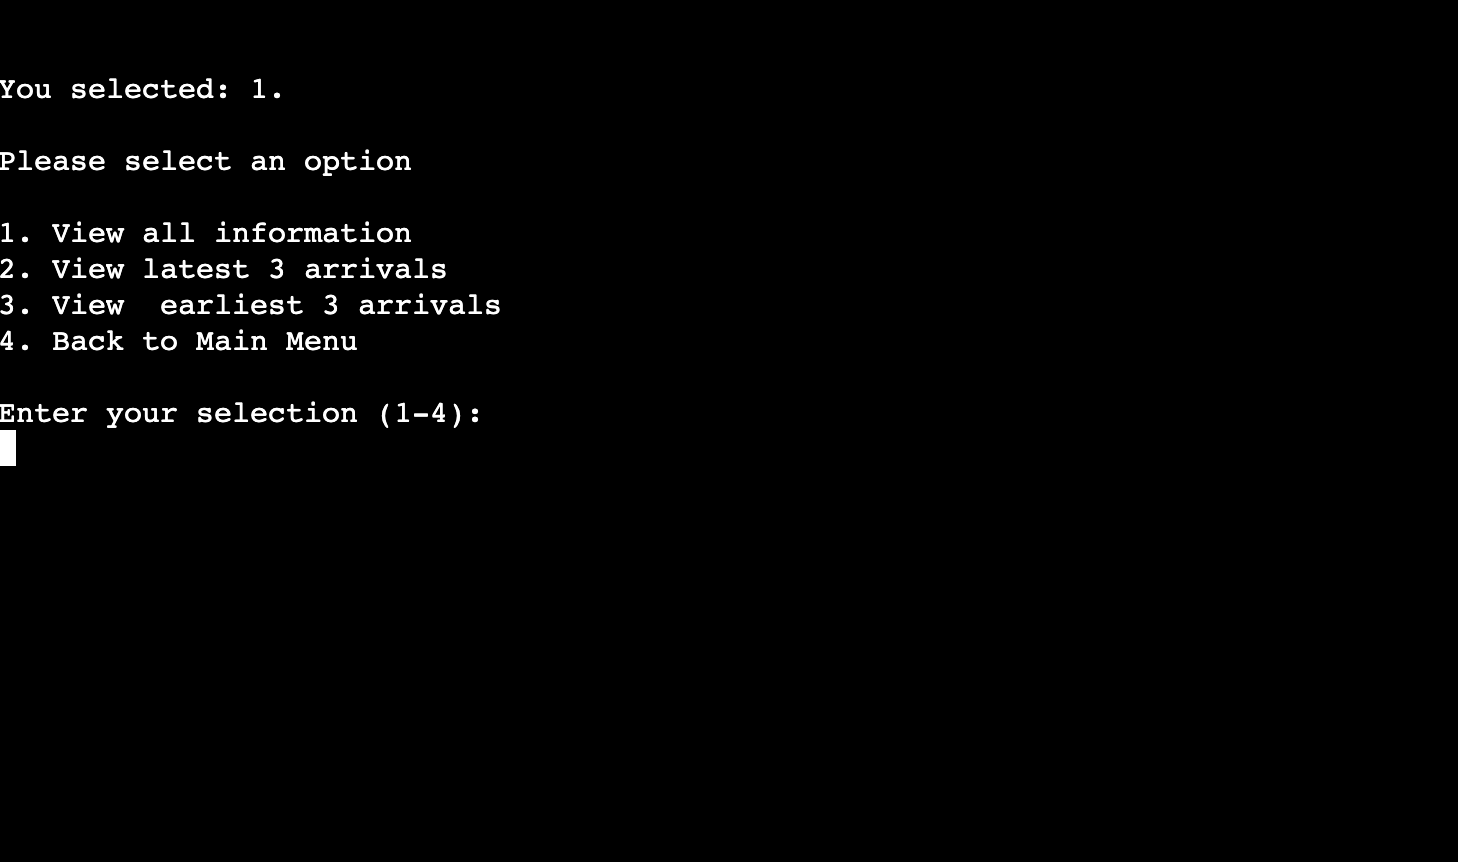 You selected: 1.
Please select an option
1. View all information
2. View latest 3 arrivals
3. View  earliest 3 arrivals
4. Back to Main Menu
Enter your selection (1-4):